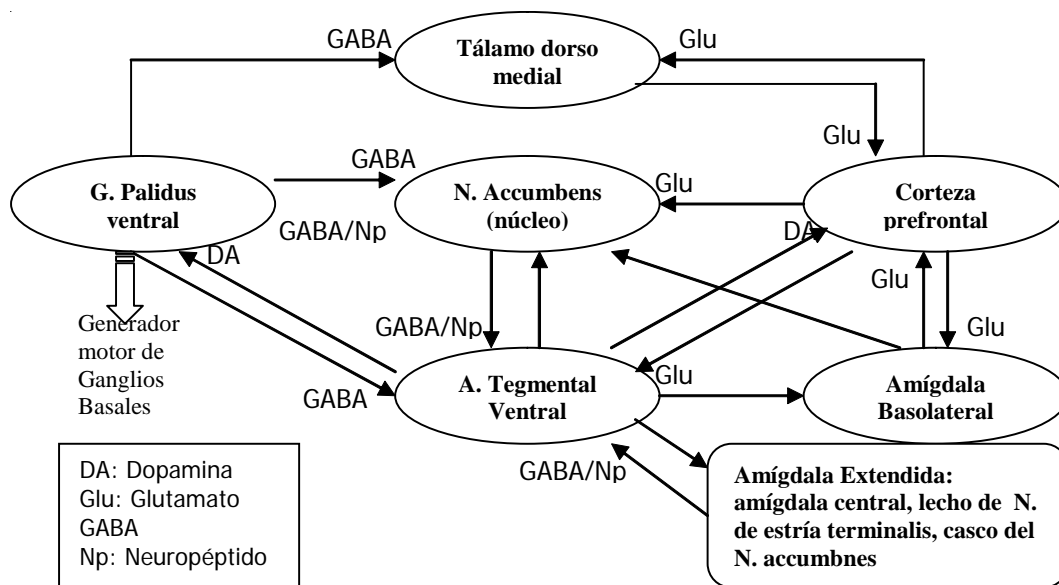 GABA
Tálamo dorso
medial
Glu
Glu
G. Palidus
ventral
GABA
N. Accumbens
(núcleo)
Glu
Corteza
prefrontal
GABA/Np
DA
DA
Glu
Generador
motor de
Ganglios
Basales
GABA/Np
Glu
GABA
A. Tegmental
Ventral
Glu
Amígdala
Basolateral
DA: Dopamina
Glu: Glutamato
GABA
Np: Neuropéptido
GABA/Np
Amígdala Extendida:
amígdala central, lecho de N.
de estría terminalis, casco del
N. accumbnes